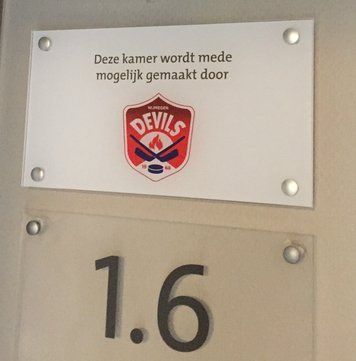 Deze kamer wordt mede
mogelijk gemaakt door
NIJMEGEN
DEVILS
1.6